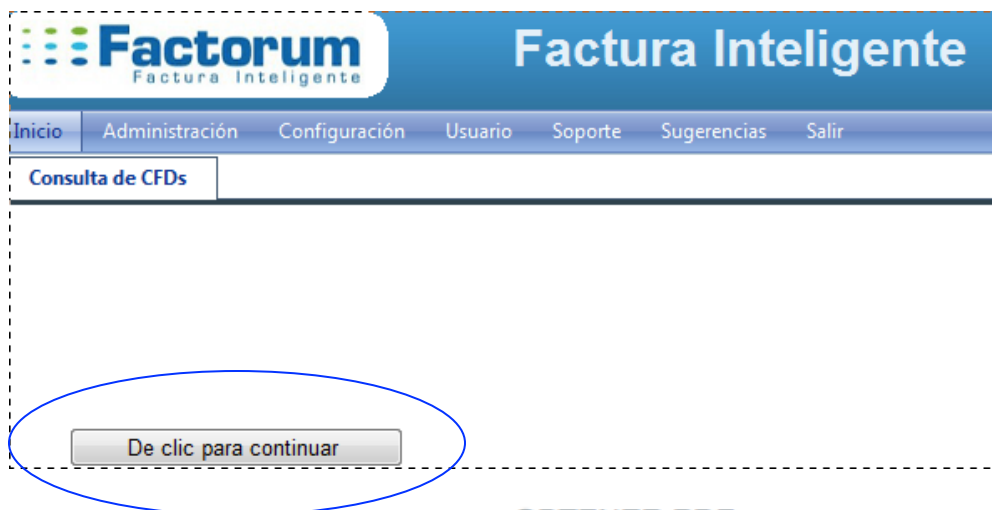 Factorum
Factura Inteligente
Factura Inteligente
Inicio Administración Configuración Usuario Soporte Sugerencias Salir
Consulta de CFDs
De clic para continuar